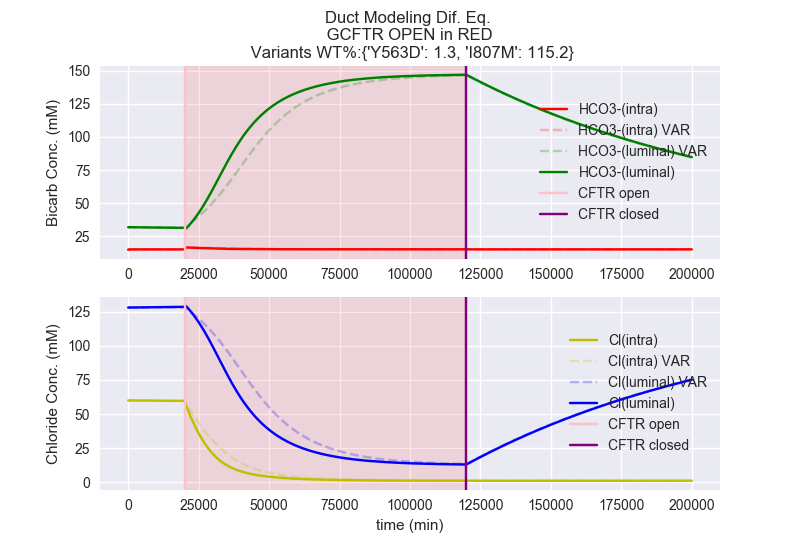 Duct Modeling Dif. Eq.
GCFTR OPEN in RED
Variants WT%:{'Y563D': 1.3, 'I807M': 115.2}
Bicarb Conc. (mM)
150
125
100
75
50
25
HCO3-(intra)
HCO3-(intra) VAR
HCO3-(luminal) VAR
HCO3-(luminal)
CFTR open
CFTR closed
0 25000 50000 75000 100000 125000 150000 175000 200000
Chloride Conc. (mM)
125
100
75
50
25
0
Cl(intra)
Cl(intra) VAR
Cl(luminal) VAR
Cl(luminal)
CFTR open
CFTR closed
0 25000 50000 75000 100000 125000 150000 175000 200000
time (min)